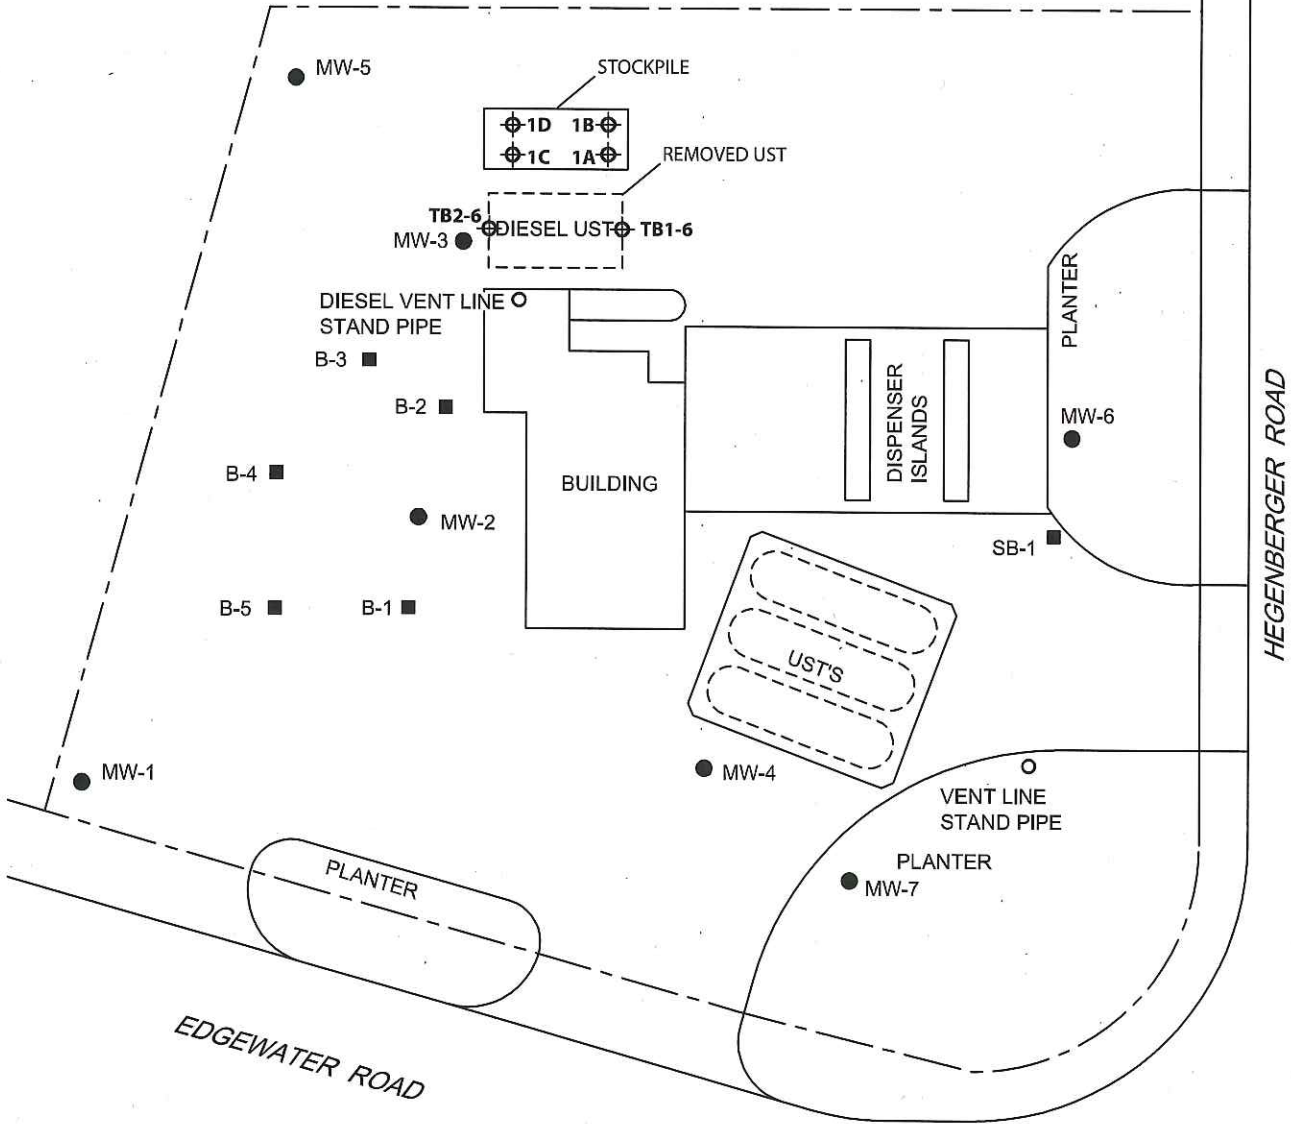 MW-5
STOCKPILE
1D
1B
1C
1A
REMOVED UST
TB2-6
DIESEL UST
TB1-6
MW-3
DIESEL VENT LINE
STAND PIPE
PLANTER
B-3
B-2
DISPENSER
ISLANDS
MW-6
HEGENBERGER ROAD
B-4
BUILDING
MW-2
SB-1
B-5
B-1
UST'S
MW-1
MW-4
VENT LINE
STAND PIPE
PLANTER
PLANTER
MW-7
EDGEWATER ROAD